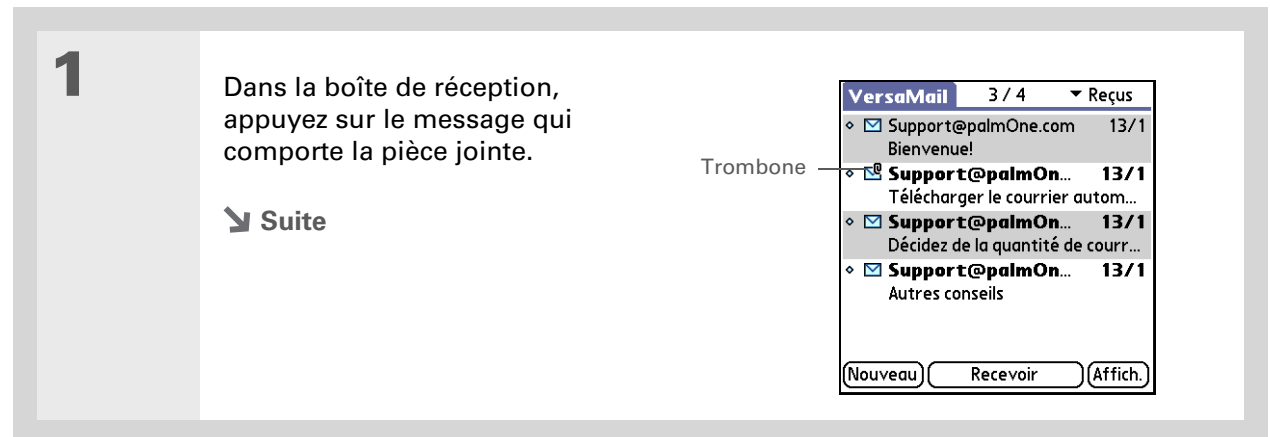 1
Dans la boîte de réception,
appuyez sur le message qui
comporte la pièce jointe.
Suite
Trombone
VersaMail 3 / 4 Reçus
Support@palmOne.com 13/1
Bienvenue!
Support@palmOn... 13/1
Télécharger le courrier autom...
Support@palmOn... 13/1
Décidez de la quantité de courr...
Support@palmOn... 13/1
Autres conseils
Nouveau Recevoir Affich.